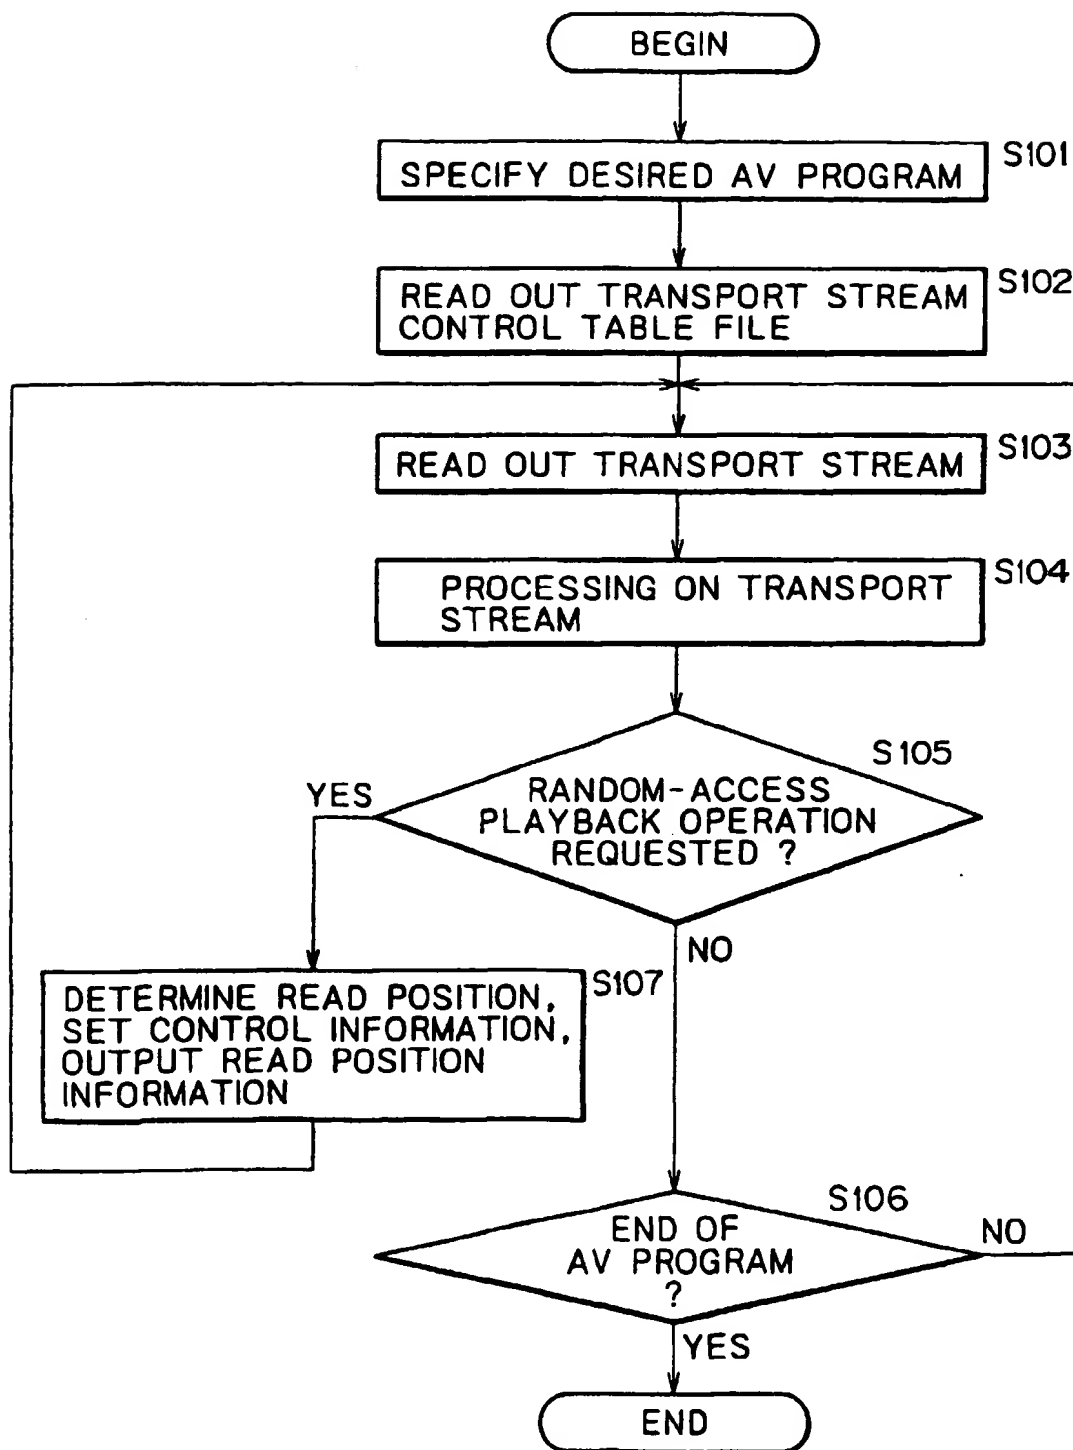 BEGIN
S101
SPECIFY DESIRED AV PROGRAM
S102
READ OUT TRANSPORT STREAM
CONTROL TABLE FILE
S103
READ OUT TRANSPORT STREAM
S104
PROCESSING ON TRANSPORT
STREAM
S105
YES
RANDOM-ACCESS
PLAYBACK OPERATION
REQUESTED ?
NO
S107
DETERMINE READ POSITION,
SET CONTROL INFORMATION,
OUTPUT READ POSITION
INFORMATION
S106
END OF
AV PROGRAM
?
NO
YES
END